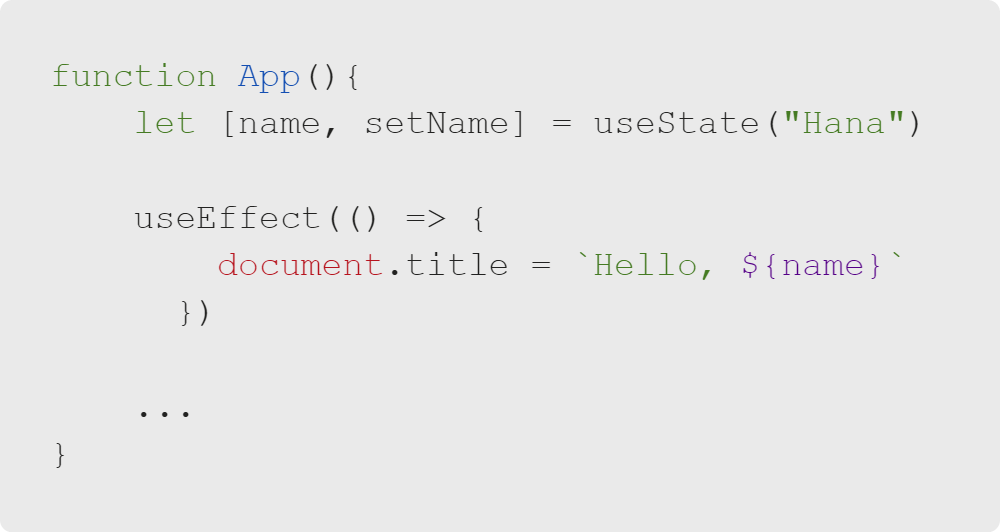 function App(){
    let [name, setName] = useState("Hana")
    useEffect(() => {
        document.title = `Hello, ${name}`
      })
    ...
}